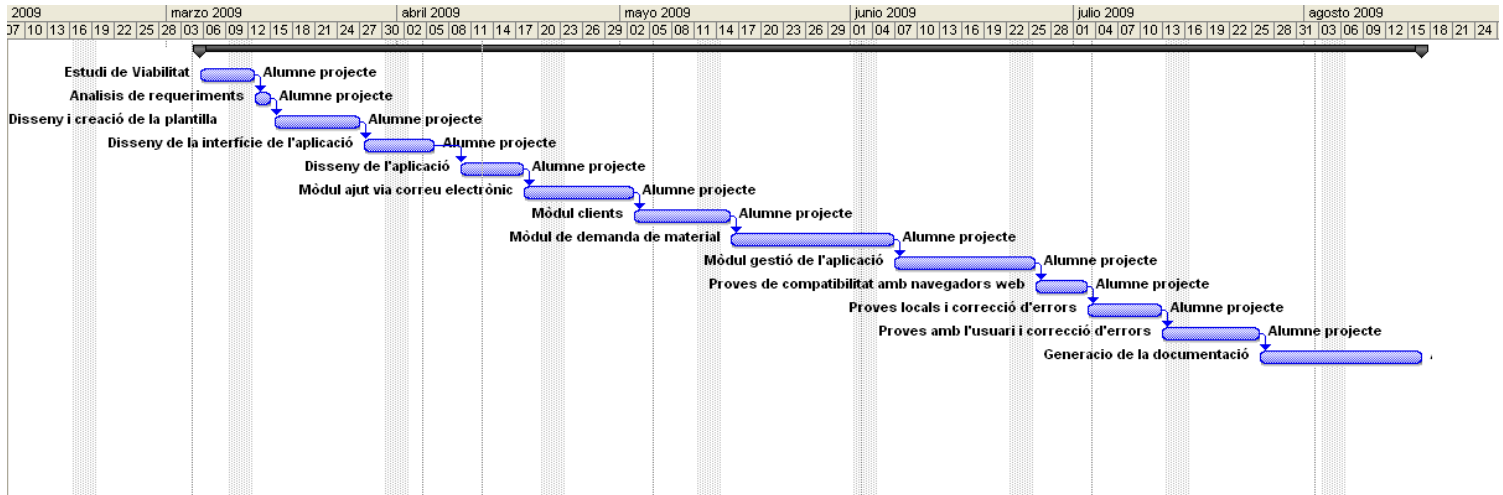 2009 marzo 2009 abril 2009 mayo 2009 junio 2009 julio 2009 agosto 2009
07 10 13 16 19 22 25 28 03 06 09 12 15 18 21 24 27 30 02 05 08 11 14 17 20 23 26 29 02 05 08 11 14 17 20 23 26 29 01 04 07 10 13 16 19 22 25 28 01 04 07 10 13 16 19 22 25 28 31 03 06 09 12 15 18 21 24
Estudi de Viabilitat Alumne projecte
Analisis de requeriments Alumne projecte
Disseny i creació de la plantilla Alumne projecte
Disseny de la interfície de l'aplicació Alumne projecte
Disseny de l'aplicació Alumne projecte
Mòdul ajut via correu electrònic Alumne projecte
Mòdul clients Alumne projecte
Mòdul de demanda de material Alumne projecte
Mòdul gestió de l'aplicació Alumne projecte
Proves de compatibilitat amb navegadors web Alumne projecte
Proves locals i correcció d'errors Alumne projecte
Proves amb l'usuari i correcció d'errors Alumne projecte
Generacio de la documentació